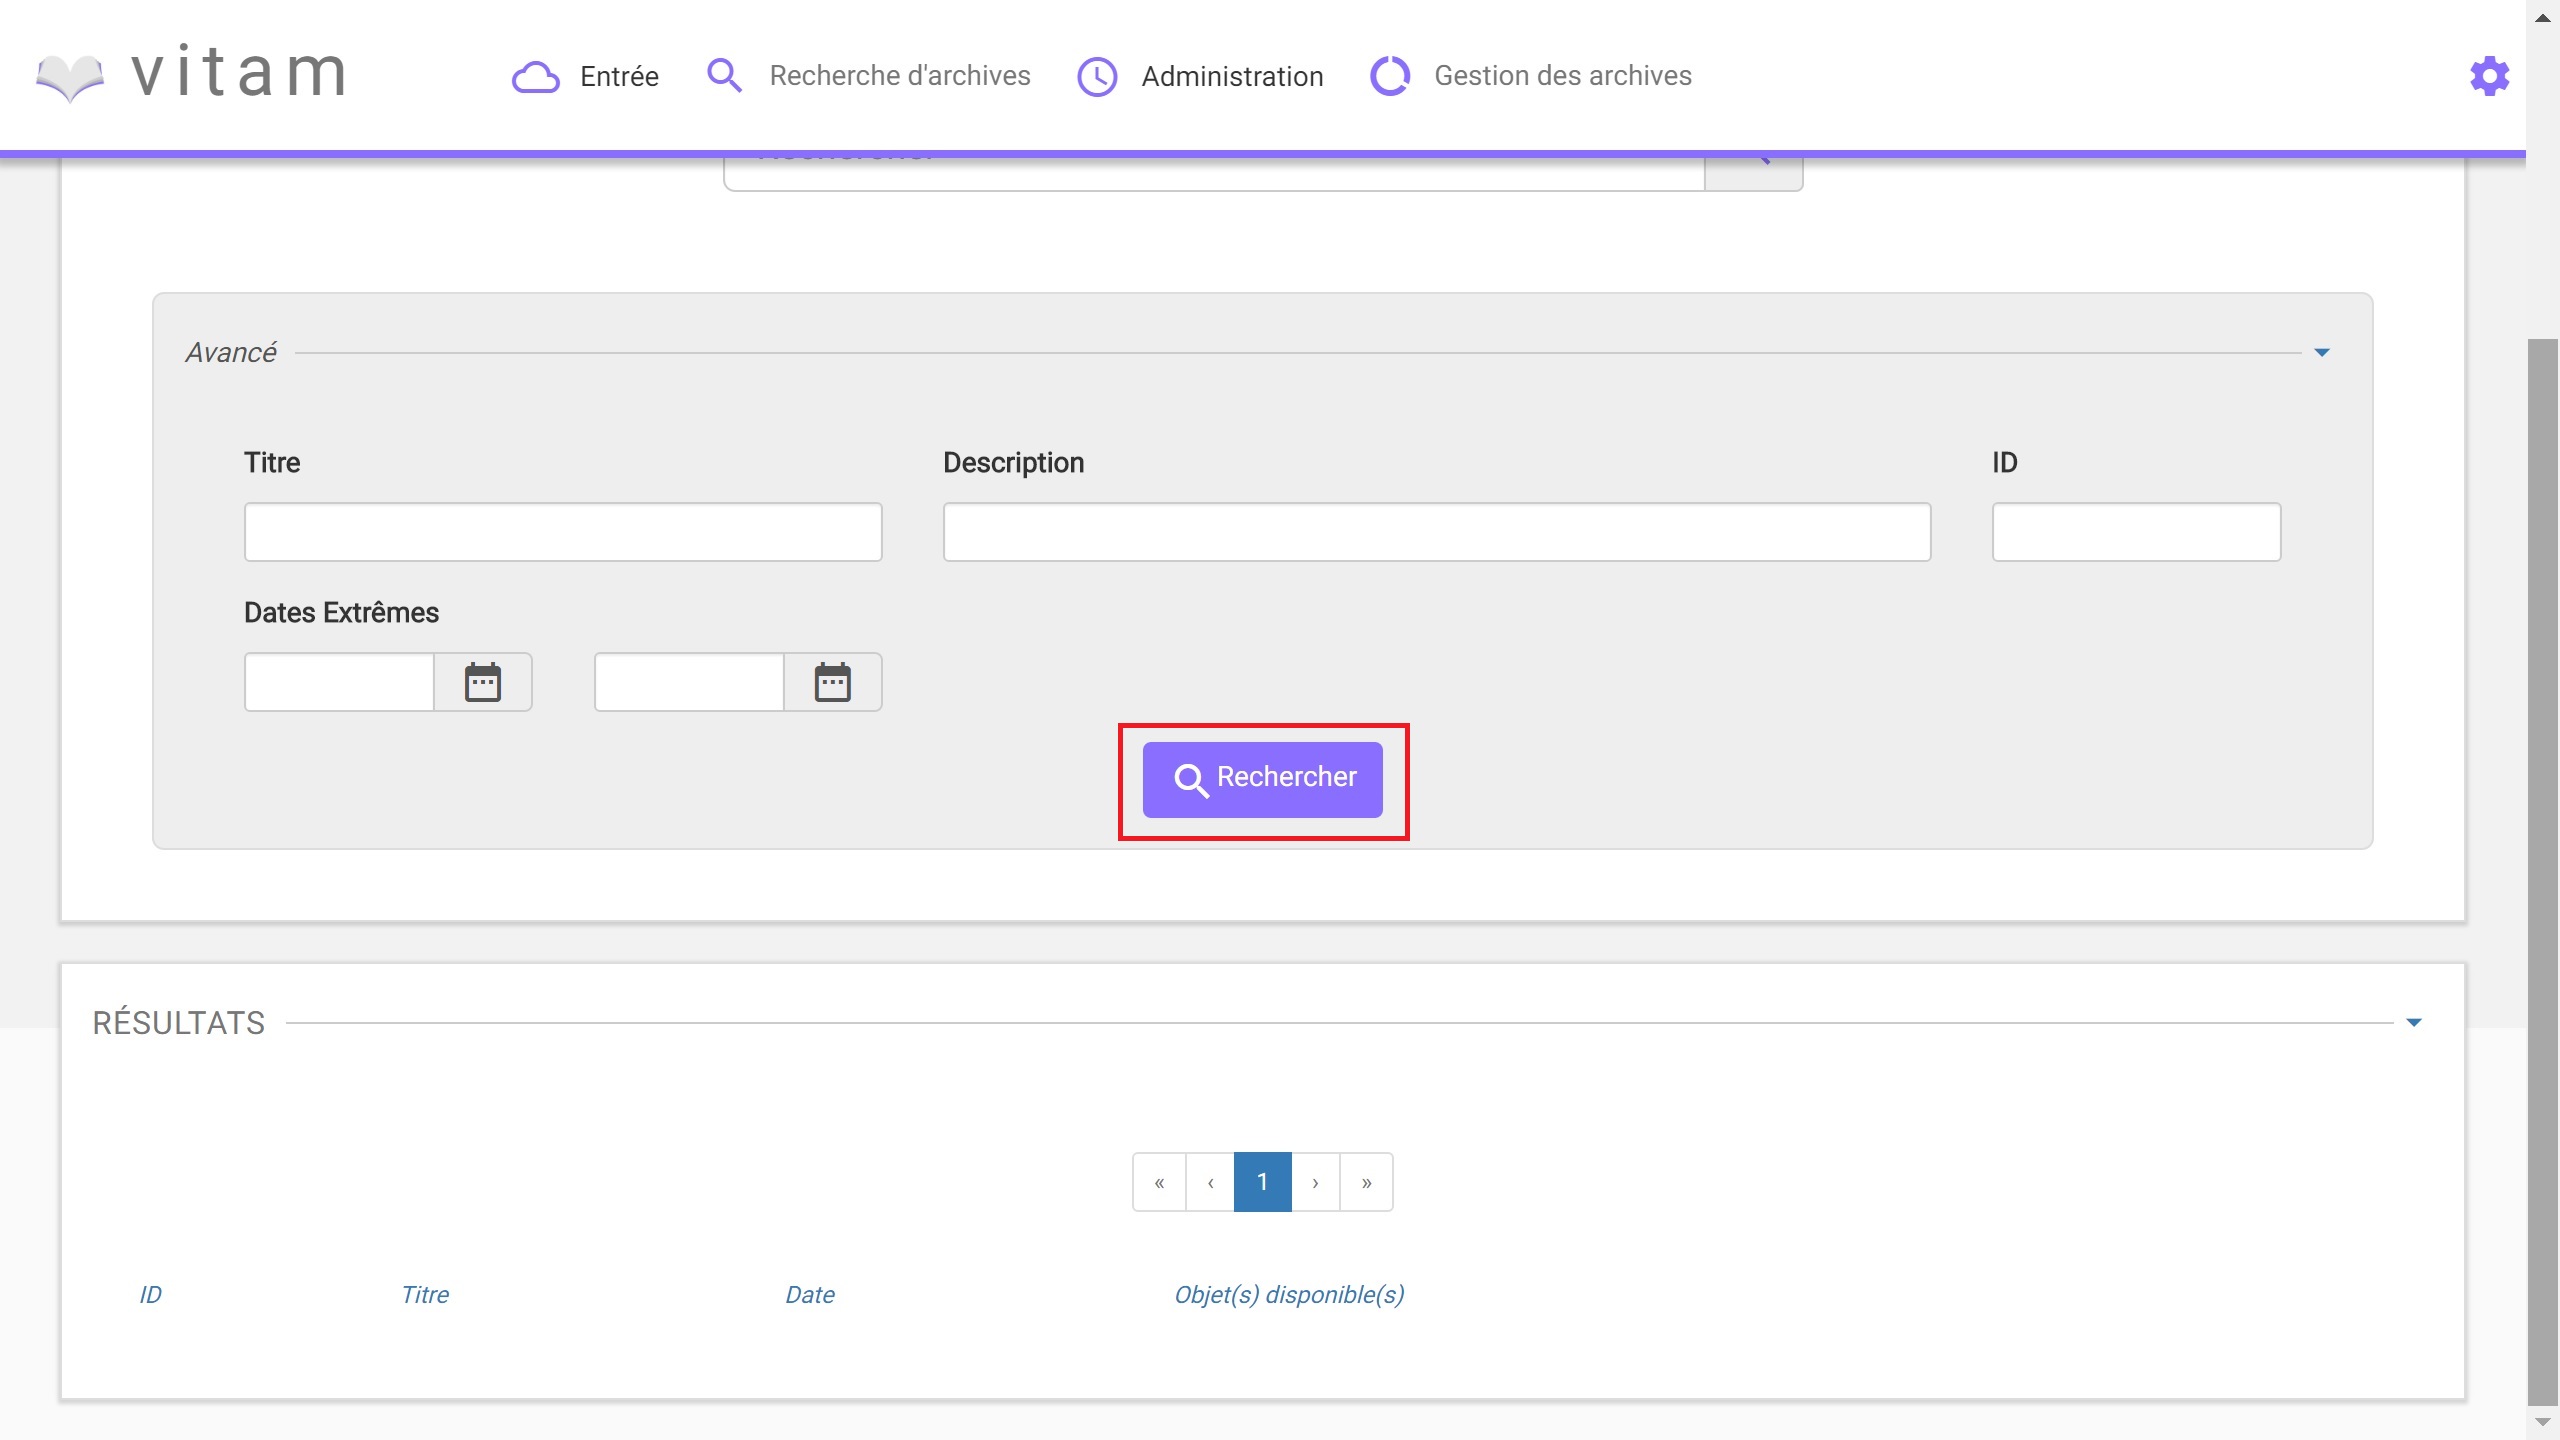 vitam
Entrée
Recherche d'archives
Administration
Gestion des archives
Avancé
Titre
Description
ID
Dates Extrêmes
Rechercher
RÉSULTATS
« ‹ 1 › »
ID
Titre
Date
Objet(s) disponible(s)